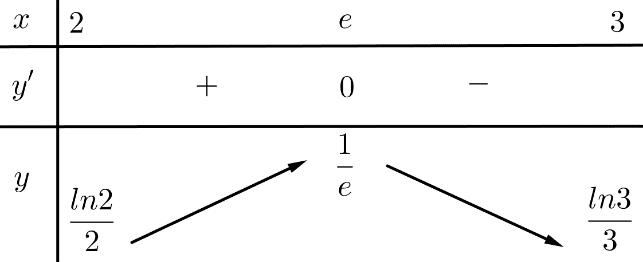 x 2 e 3
y′ + 0 −
y ln2/2 1/e ln3/3